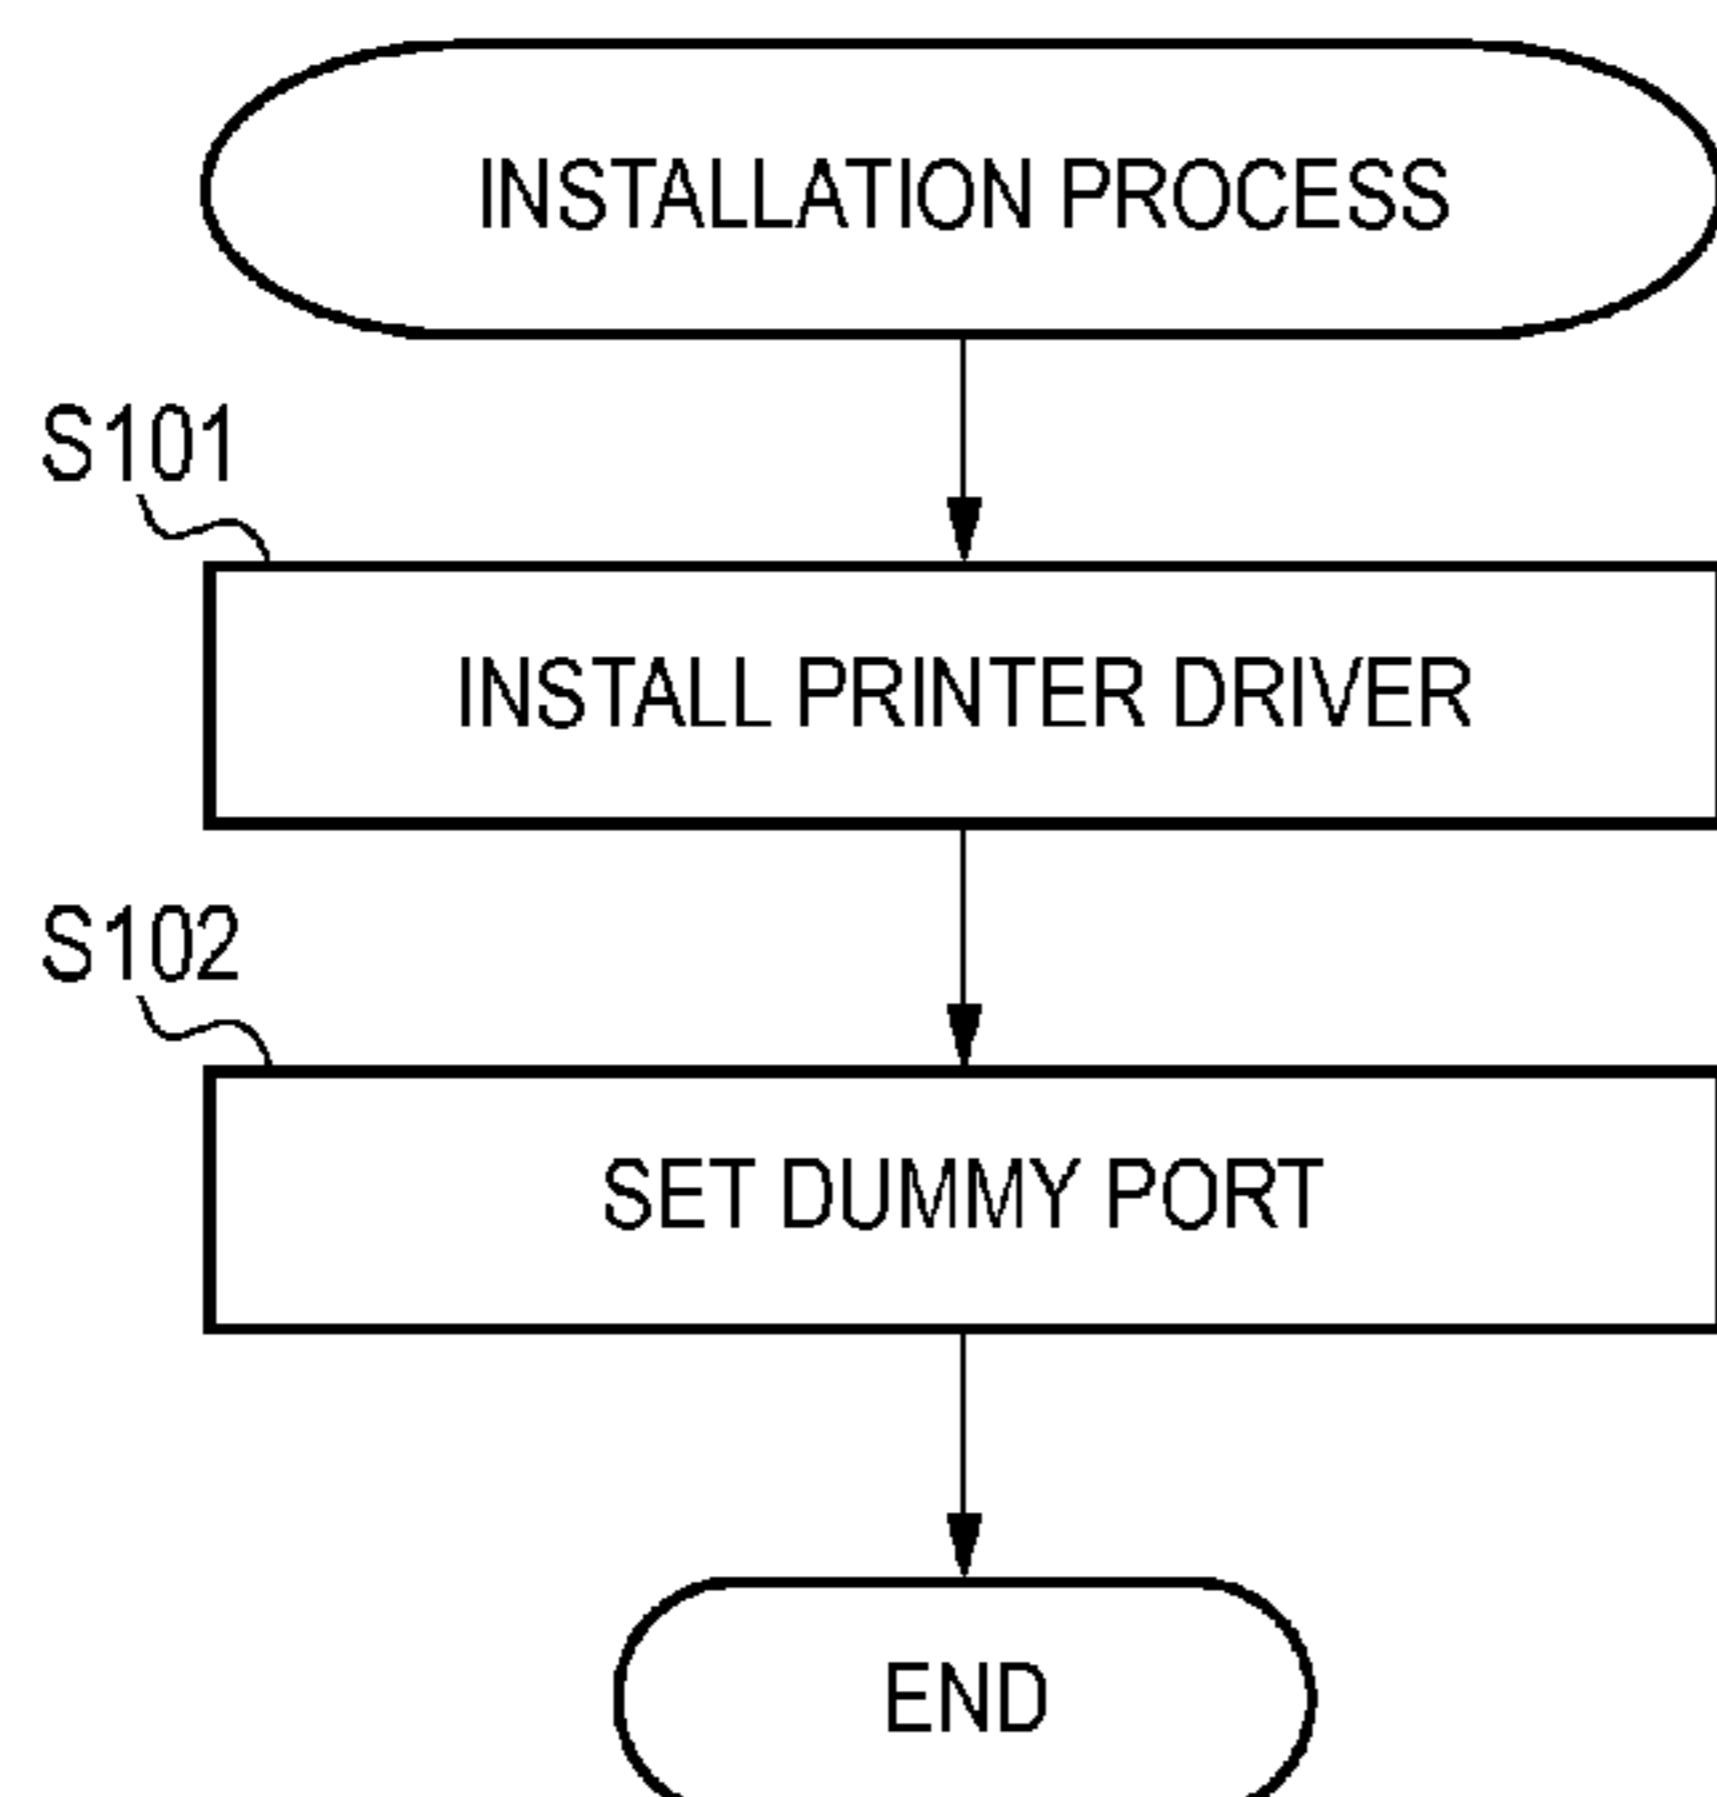 INSTALLATION PROCESS
S101
INSTALL PRINTER DRIVER
S102
SET DUMMY PORT
END